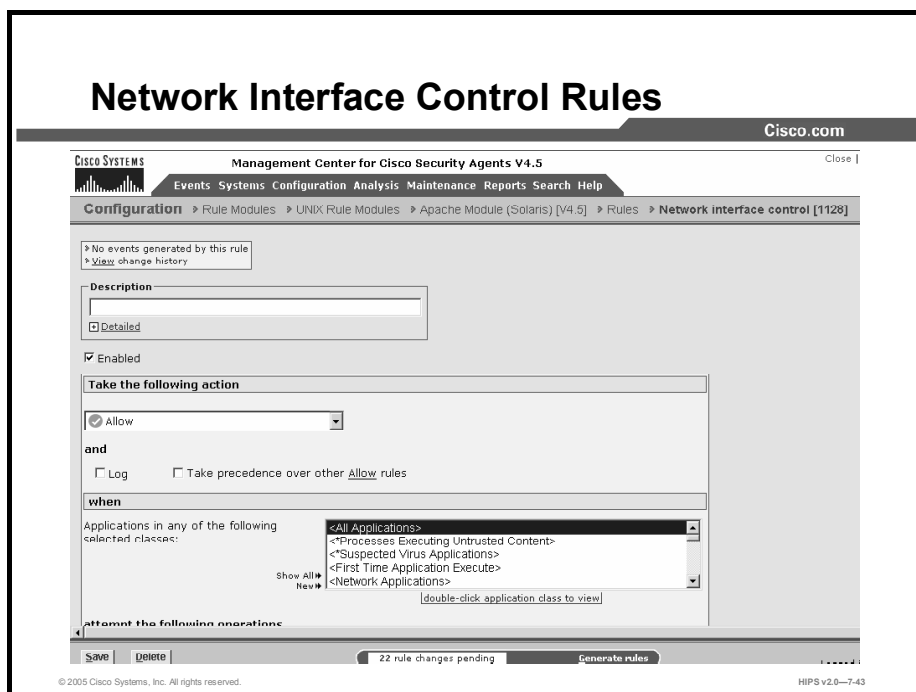 Network Interface Control Rules
Cisco.com
CISCO SYSTEMS
Management Center for Cisco Security Agents V4.5
Close |
Events Systems Configuration Analysis Maintenance Reports Search Help
Configuration > Rule Modules > UNIX Rule Modules > Apache Module (Solaris) [V4.5] > Rules > Network interface control [1128]
No events generated by this rule
View change history
Description
Detailed
Enabled
Take the following action
Allow
and
Log Take precedence over other Allow rules
when
Applications in any of the following
selected classes:
<All Applications>
<*Processes Executing Untrusted Content>
<*Suspected Virus Applications>
<First Time Application Execute>
<Network Applications>
Show All
New
double-click application class to view
attempt the following operations
Save Delete 22 rule changes pending Generate rules
© 2005 Cisco Systems, Inc. All rights reserved.
HIPS v2.0—7-43